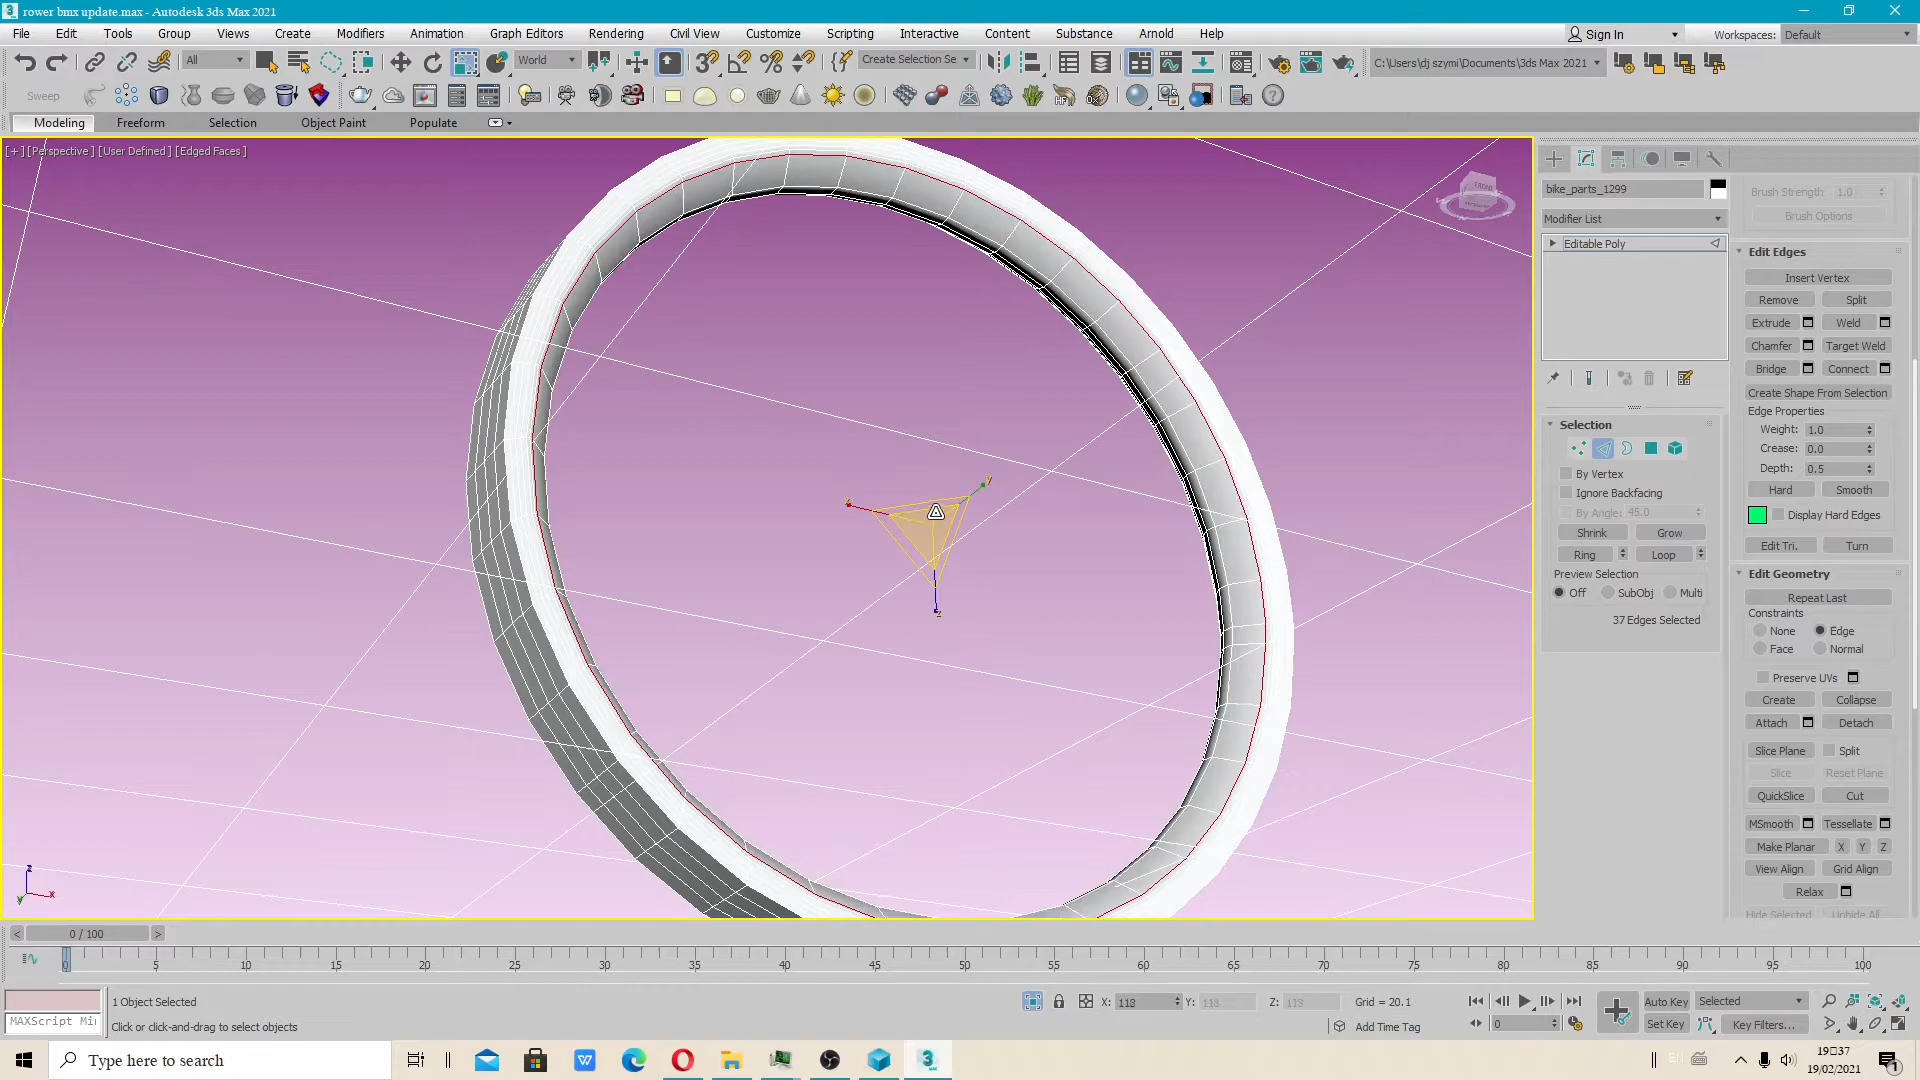 rower bmx update.max - Autodesk 3ds Max 2021
File Edit Tools Group Views Create Modifiers Animation Graph Editors Rendering Civil View Customize Scripting Interactive Content Substance Arnold Help Sign In Workspaces: Default
All World Create Selection Se C:\Users\dj szymi\Documents\3ds Max 2021
Sweep
Modeling Freeform Selection Object Paint Populate
[+] [Perspective] [User Defined] [Edged Faces]
FRONT
bike_parts_1299
Modifier List
Editable Poly
Selection
By Vertex
Ignore Backfacing
By Angle: 45.0
Shrink Grow
Ring Loop
Preview Selection
Off SubObj Multi
37 Edges Selected
Brush Strength 1.0
Brush Options
Edit Edges
Insert Vertex
Remove Split
Extrude Weld
Chamfer Target Weld
Bridge Connect
Create Shape From Selection
Edge Properties
Weight: 1.0
Crease: 0.0
Depth: 0.5
Hard Smooth
Display Hard Edges
Edit Tri. Turn
Edit Geometry
Repeat Last
Constraints
None Edge
Face Normal
Preserve UVs
Create Collapse
Attach Detach
Slice Plane Split
Slice Reset Plane
QuickSlice Cut
MSmooth Tessellate
Make Planar X Y Z
View Align Grid Align
Relax
Hide Selected Unhide All
x y z
z x y
< 0 / 100 >
0 5 10 15 20 25 30 35 40 45 50 55 60 65 70 75 80 85 90 95 100
1 Object Selected
X: 118 Y: 118 Z: 113 Grid = 20.1
Auto Key Selected
MAXScript Mi
Click or click-and-drag to select objects
Add Time Tag
0
Set Key Key Filters...
Type here to search
19:37
19/02/2021